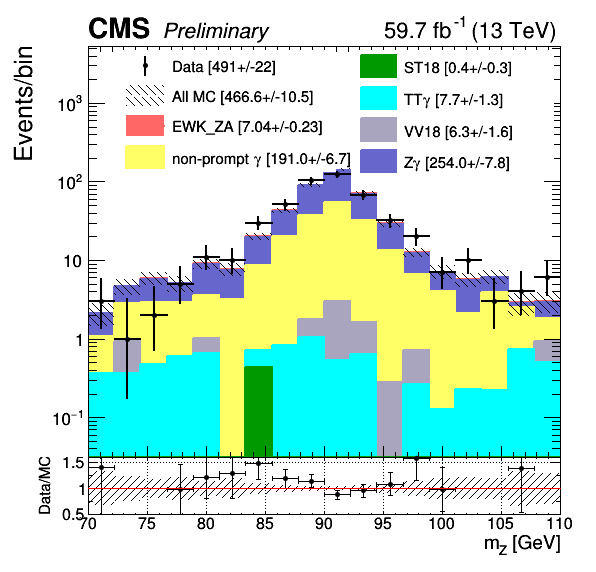 CMS Preliminary 59.7 fb⁻¹ (13 TeV)
Events/bin
Data [491+/-22]
All MC [466.6+/-10.5]
EWK_ZA [7.04+/-0.23]
non-prompt γ [191.0+/-6.7]
ST18 [0.4+/-0.3]
TTγ [7.7+/-1.3]
VV18 [6.3+/-1.6]
Zγ [254.0+/-7.8]
10³
10²
10
1
10⁻¹
Data/MC
1.5
1
0.5
70 75 80 85 90 95 100 105 110
m_Z [GeV]